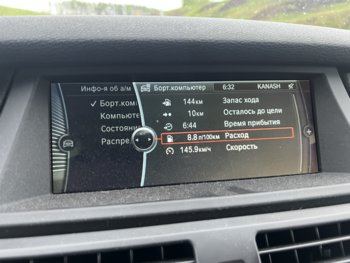 Инфо-я об а/м
Борт.компьютер 6:32 KANASH
✓ Борт.ком
144км Запас хода
Компьюте
10км Осталось до цели
Состояни
6:44 Время прибытия
Распре
8.8 л/100км Расход
145.9км/ч Скорость